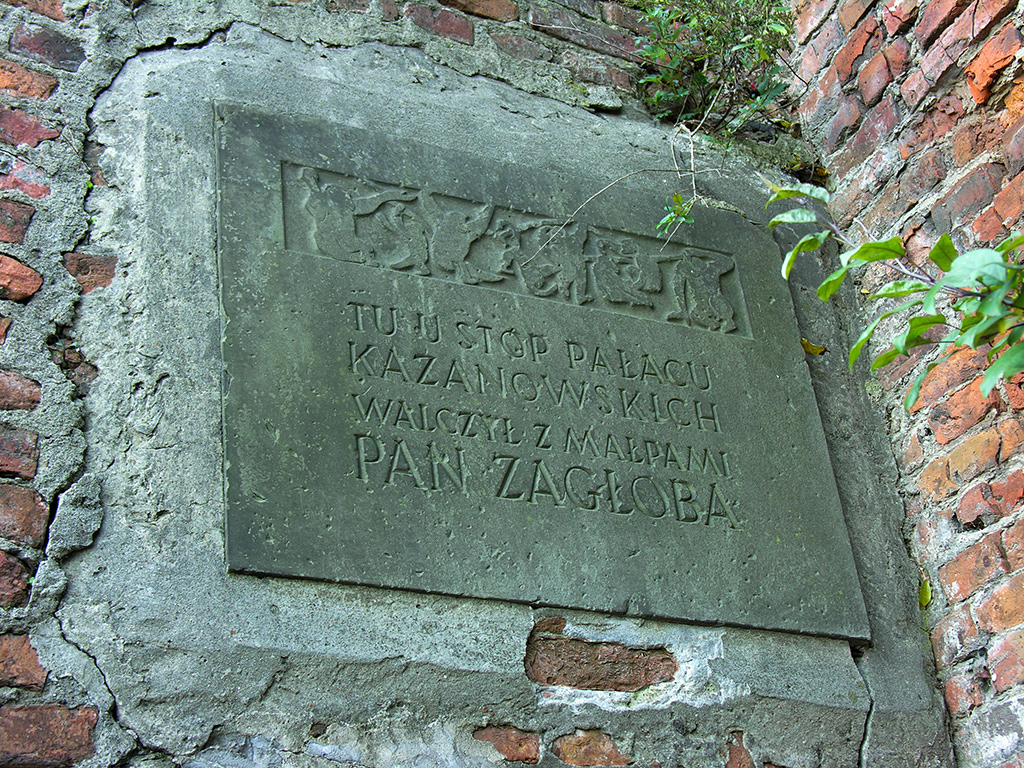 TU U STÓP PAŁACU
KAZANOWSKICH
WALCZYŁ Z MAŁPAMI
PAN ZAGŁOBA